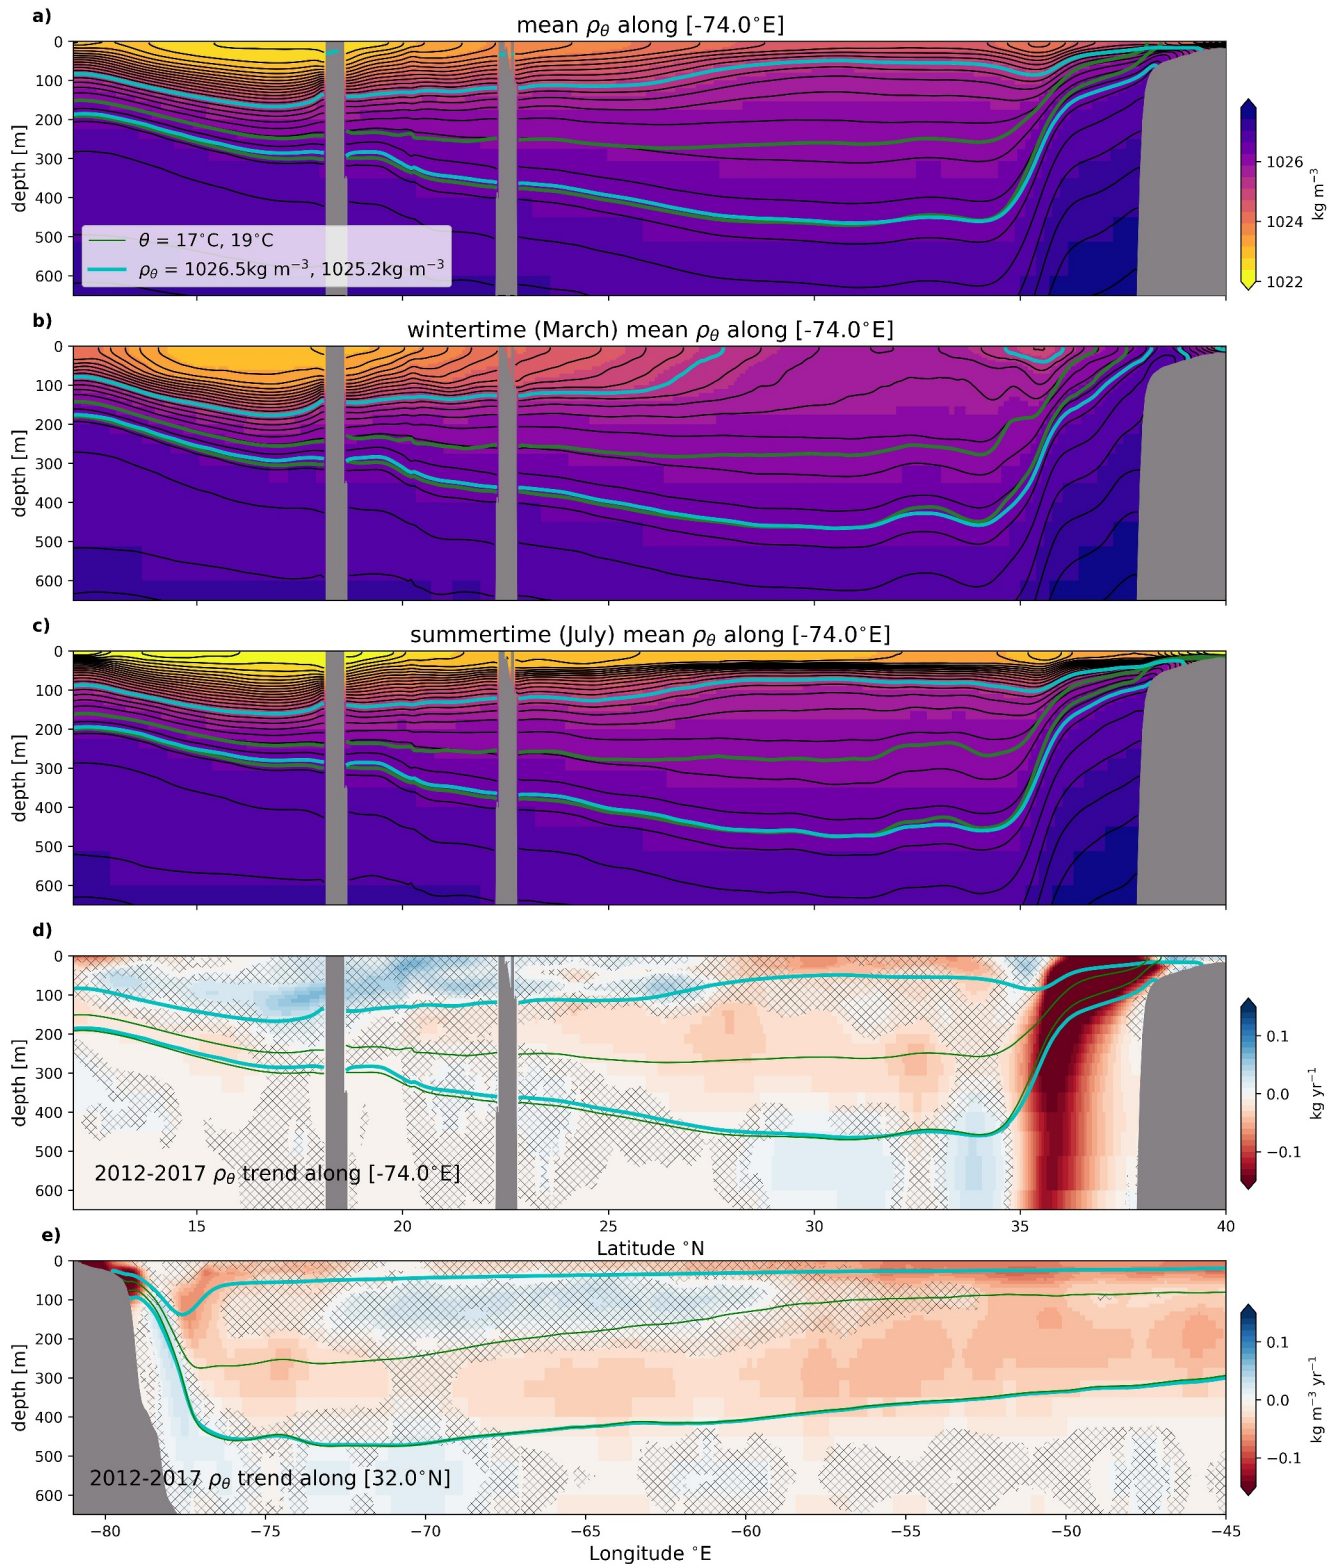 a)
mean ρθ along [-74.0°E]
0
100
200
300
400
500
600
depth [m]
θ = 17°C, 19°C
ρθ = 1026.5kg m⁻³, 1025.2kg m⁻³
1026
1024
1022
kg m⁻³
b)
wintertime (March) mean ρθ along [-74.0°E]
0
100
200
300
400
500
600
depth [m]
c)
summertime (July) mean ρθ along [-74.0°E]
0
100
200
300
400
500
600
depth [m]
d)
0
100
200
300
400
500
600
depth [m]
2012-2017 ρθ trend along [-74.0°E]
0.1
0.0
−0.1
kg yr⁻¹
15 20 25 30 35 40
Latitude °N
e)
0
100
200
300
400
500
600
depth [m]
2012-2017 ρθ trend along [32.0°N]
0.1
0.0
−0.1
kg m⁻³ yr⁻¹
−80 −75 −70 −65 −60 −55 −50 −45
Longitude °E